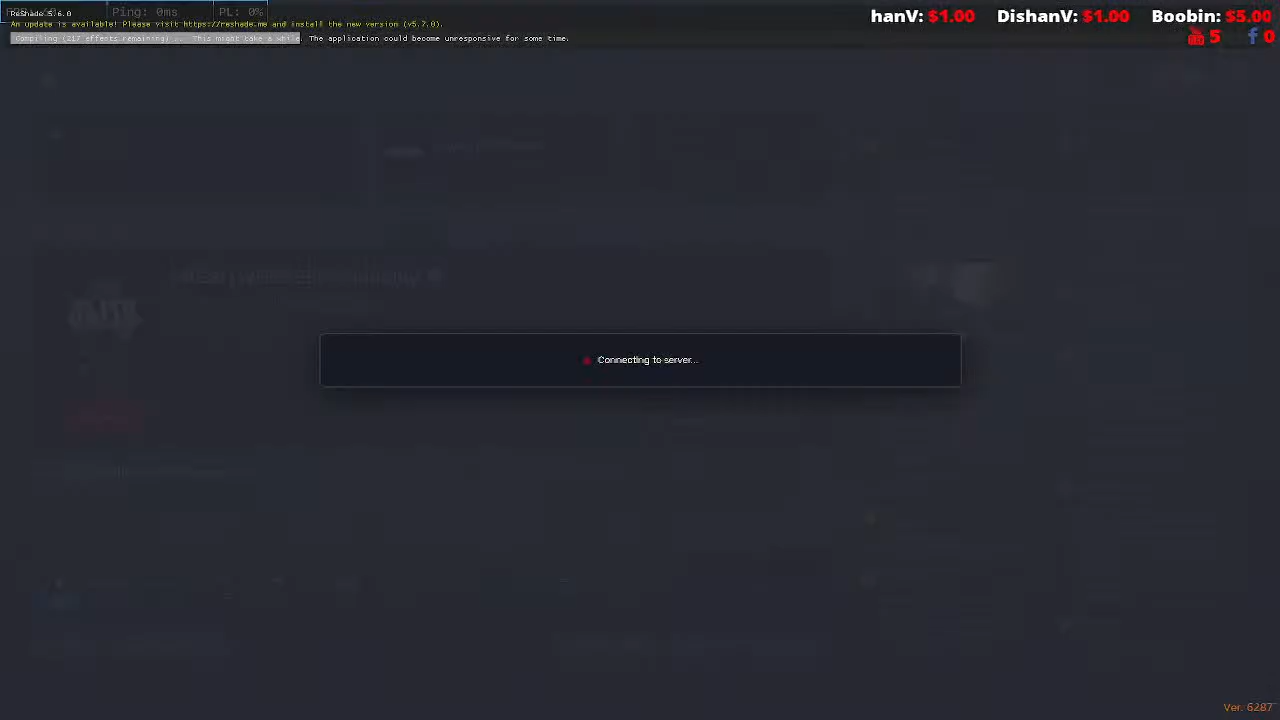 ReShade 5.6.0
Ping: 0ms PL: 0%
An update is available! Please visit https://reshade.me and install the new version (v5.7.0).
Compiling (217 effects remaining) ... This might take a while. The application could become unresponsive for some time.
hanV: $1.00 DishanV: $1.00 Boobin: $5.00
5 0
Connecting to server...
Ver. 6287